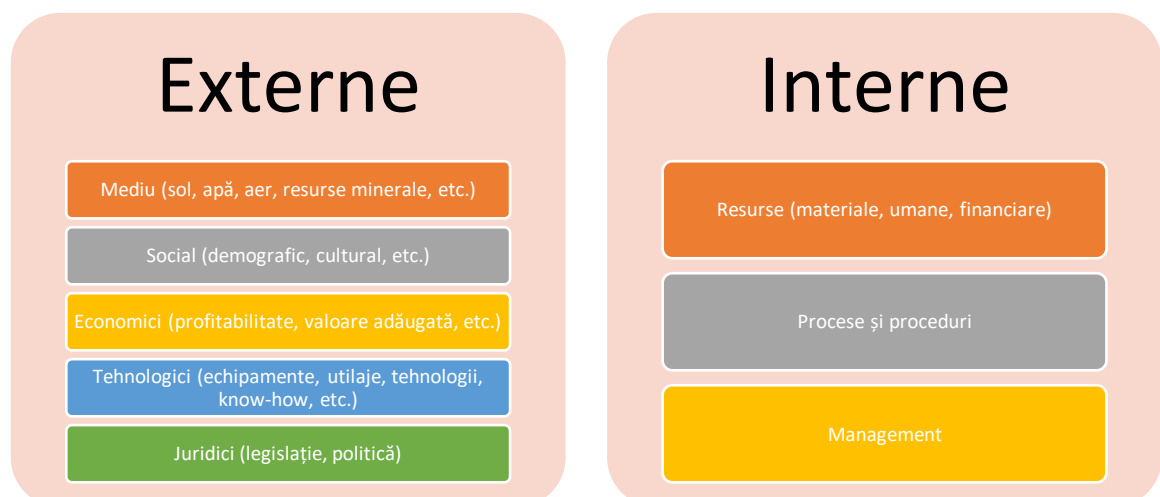 Externe
Mediu (sol, apă, aer, resurse minerale, etc.)
Social (demografic, cultural, etc.)
Economici (profitabilitate, valoare adăugată, etc.)
Tehnologici (echipamente, utilaje, tehnologii,
know-how, etc.)
Juridici (legislație, politică)
Interne
Resurse (materiale, umane, financiare)
Procese și proceduri
Management